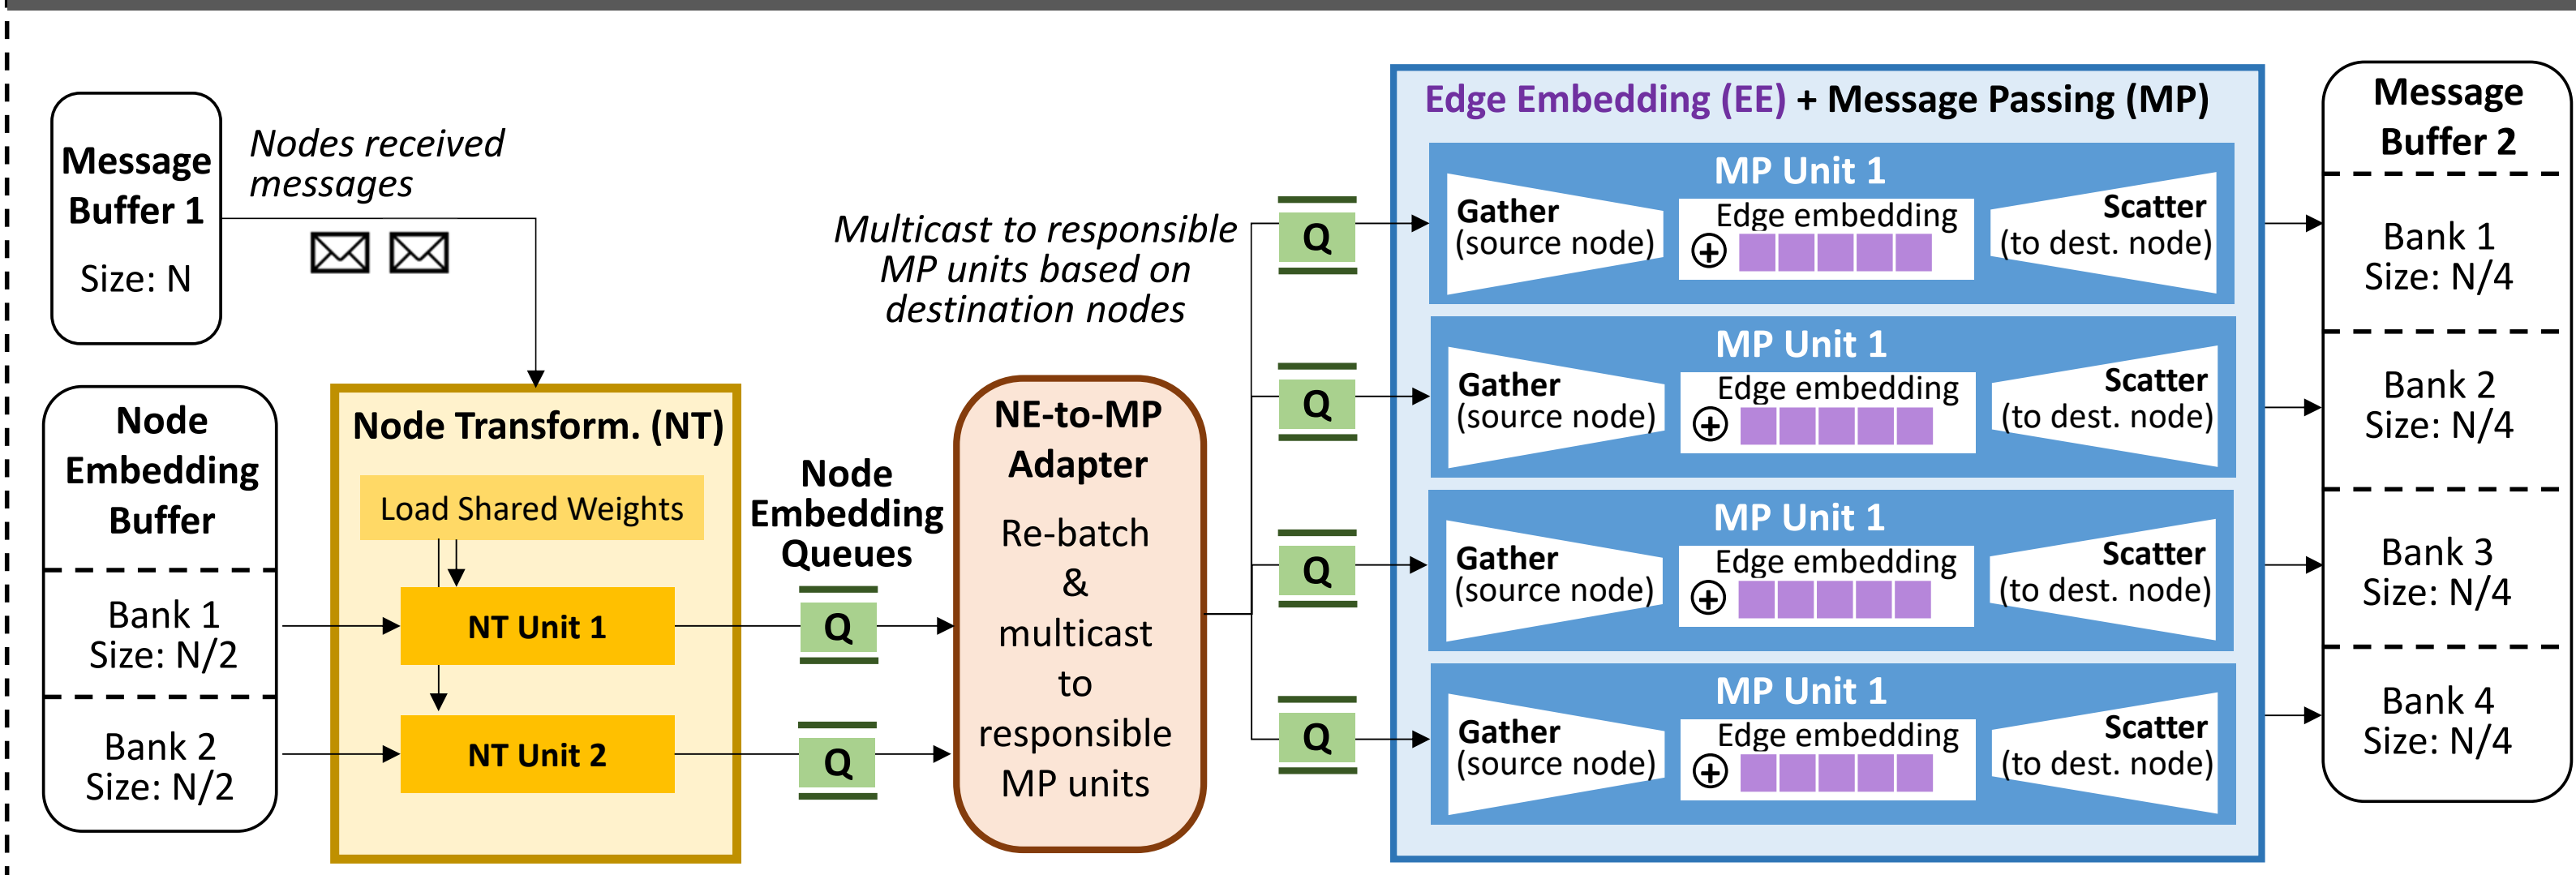 Message
Buffer 1
Size: N
Nodes received
messages
Node
Embedding
Buffer
Bank 1
Size: N/2
Bank 2
Size: N/2
Node Transform. (NT)
Load Shared Weights
NT Unit 1
NT Unit 2
Node
Embedding
Queues
Q
Q
NE-to-MP
Adapter
Re-batch
&
multicast
to
responsible
MP units
Multicast to responsible
MP units based on
destination nodes
Q
Q
Q
Q
Edge Embedding (EE) + Message Passing (MP)
MP Unit 1
Gather
(source node)
Edge embedding
+
Scatter
(to dest. node)
MP Unit 1
Gather
(source node)
Edge embedding
+
Scatter
(to dest. node)
MP Unit 1
Gather
(source node)
Edge embedding
+
Scatter
(to dest. node)
MP Unit 1
Gather
(source node)
Edge embedding
+
Scatter
(to dest. node)
Message
Buffer 2
Bank 1
Size: N/4
Bank 2
Size: N/4
Bank 3
Size: N/4
Bank 4
Size: N/4